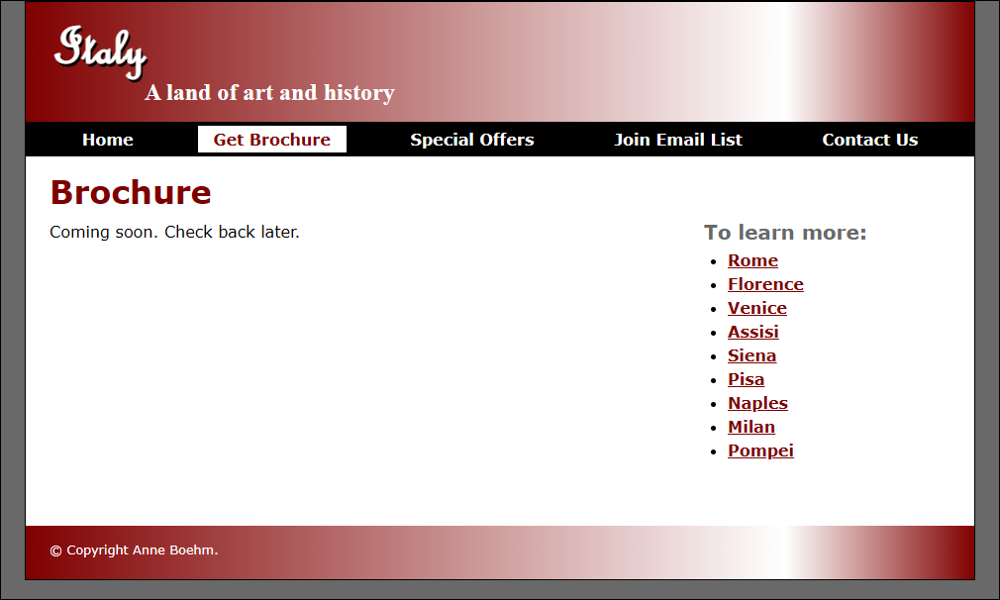 Italy
A land of art and history
Home Get Brochure Special Offers Join Email List Contact Us
Brochure
Coming soon. Check back later.
To learn more:
Rome
Florence
Venice
Assisi
Siena
Pisa
Naples
Milan
Pompei
© Copyright Anne Boehm.